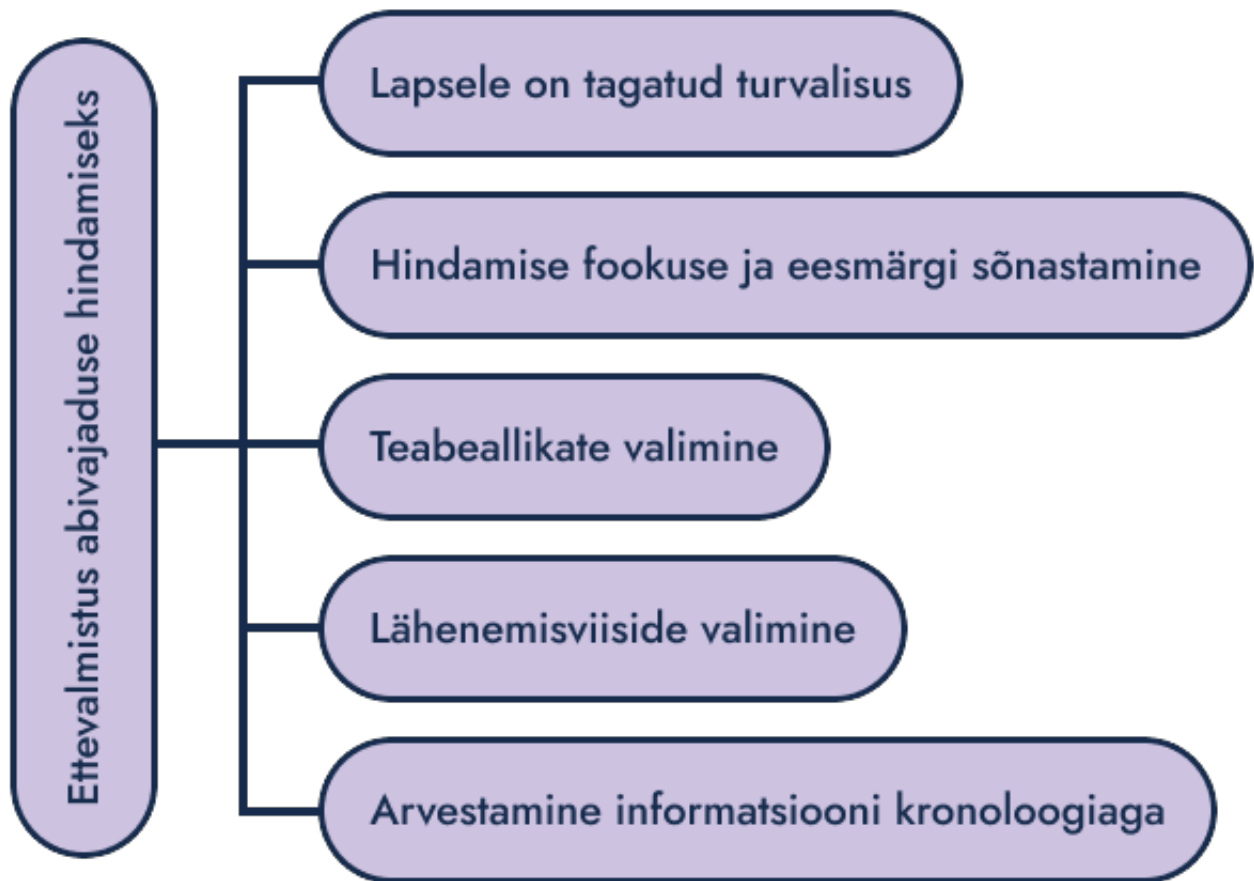 Ettevalmistus abivajaduse hindamiseks
Lapsele on tagatud turvalisus
Hindamise fookuse ja eesmärgi sõnastamine
Teabeallikate valimine
Lähenemisviiside valimine
Arvestamine informatsiooni kronoloogiaga